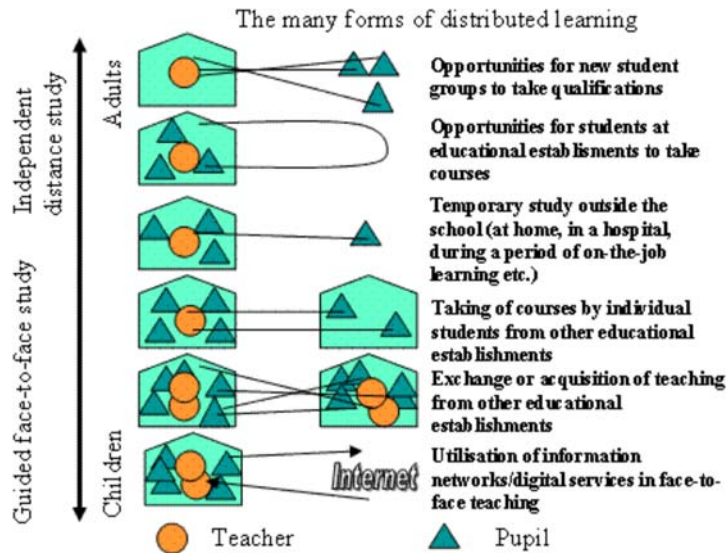 The many forms of distributed learning
Independent
distance study
Adults
Opportunities for new student
groups to take qualifications
Opportunities for students at
educational establisments to take
courses
Temporary study outside the
school (at home, in a hospital,
during a period of on-the-job
learning etc.)
Guided face-to-face study
Children
Taking of courses by individual
students from other educational
establishments
Exchange or acquisition of teaching
from other educational
establishments
Internet
Utilisation of information
networks/digital services in face-to-
face teaching
Teacher
Pupil